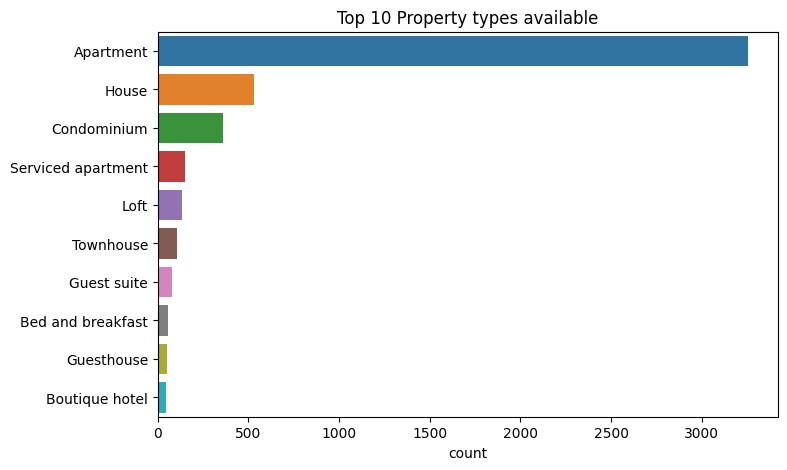 Top 10 Property types available
Apartment
House
Condominium
Serviced apartment
Loft
Townhouse
Guest suite
Bed and breakfast
Guesthouse
Boutique hotel
0 500 1000 1500 2000 2500 3000
count